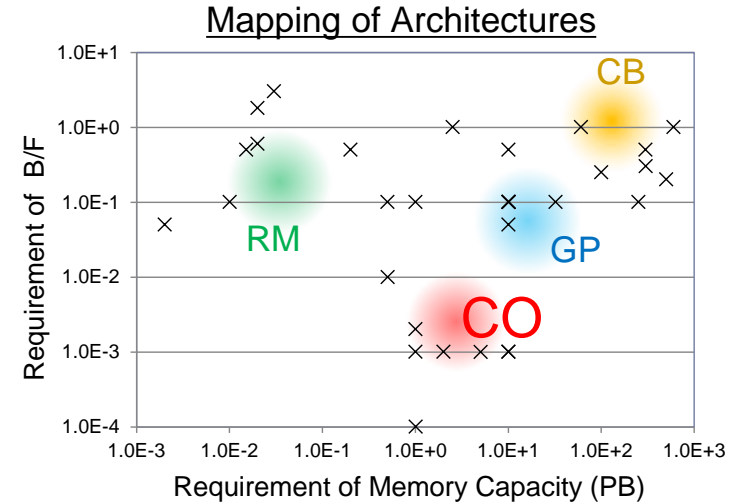 Mapping of Architectures
1.0E+1
1.0E+0
1.0E-1
1.0E-2
1.0E-3
1.0E-4
Requirement of B/F
CB
RM
GP
CO
1.0E-3 1.0E-2 1.0E-1 1.0E+0 1.0E+1 1.0E+2 1.0E+3
Requirement of Memory Capacity (PB)